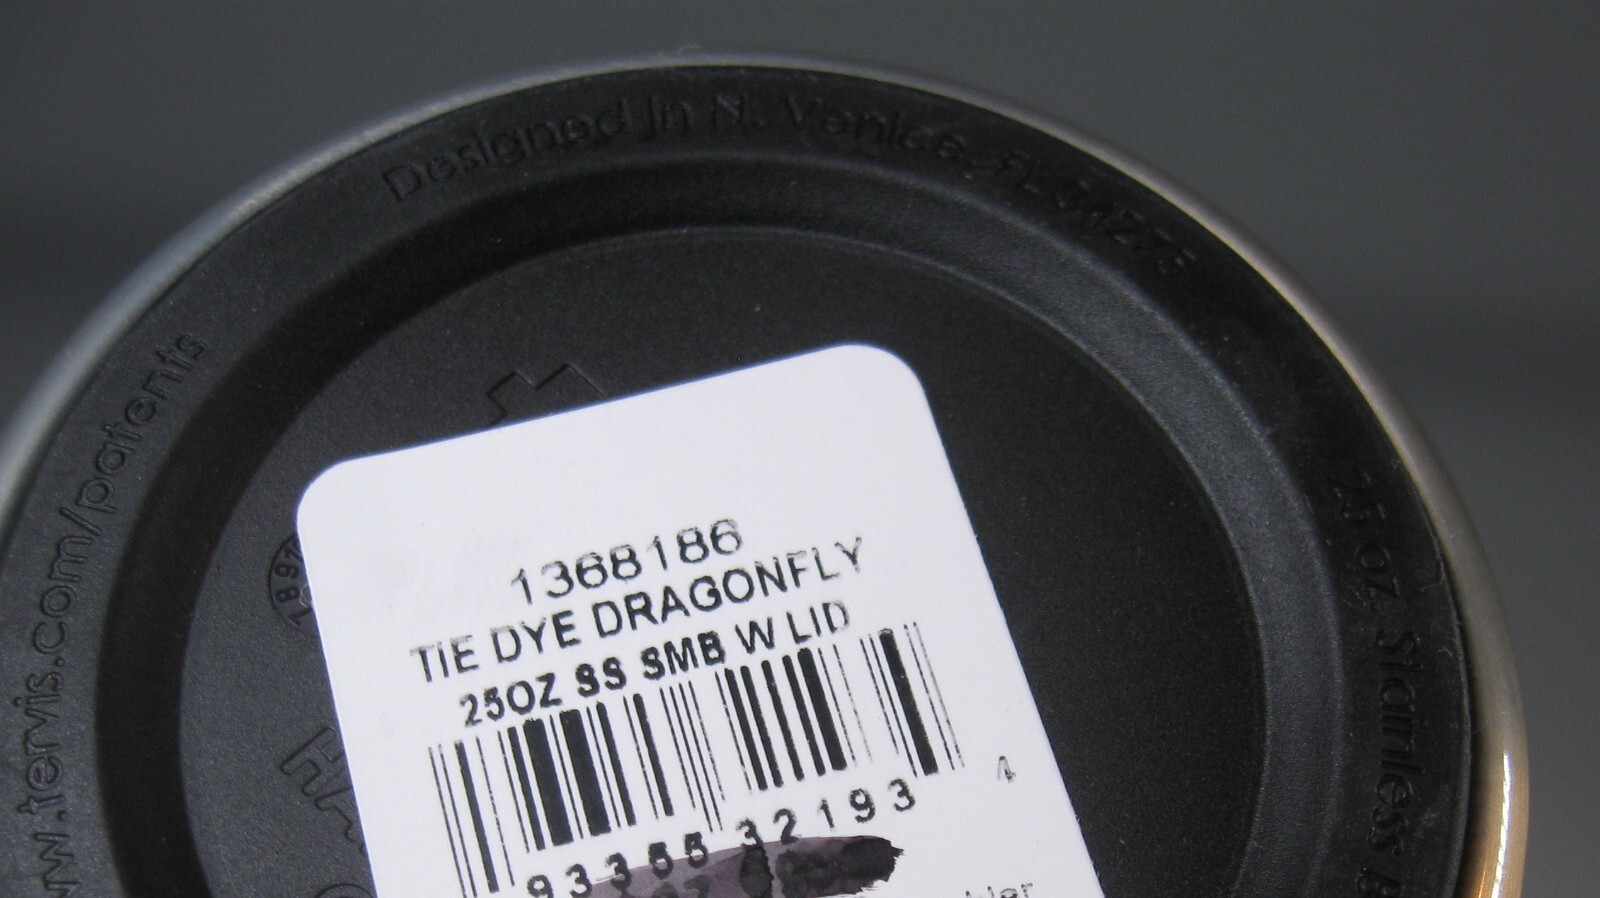 Designed in N. Venice, FL 34275
www.tervis.com/patents
25 oz. Stainless
1368186
TIE DYE DRAGONFLY
25OZ SS SMB W LID
93355 32193 4